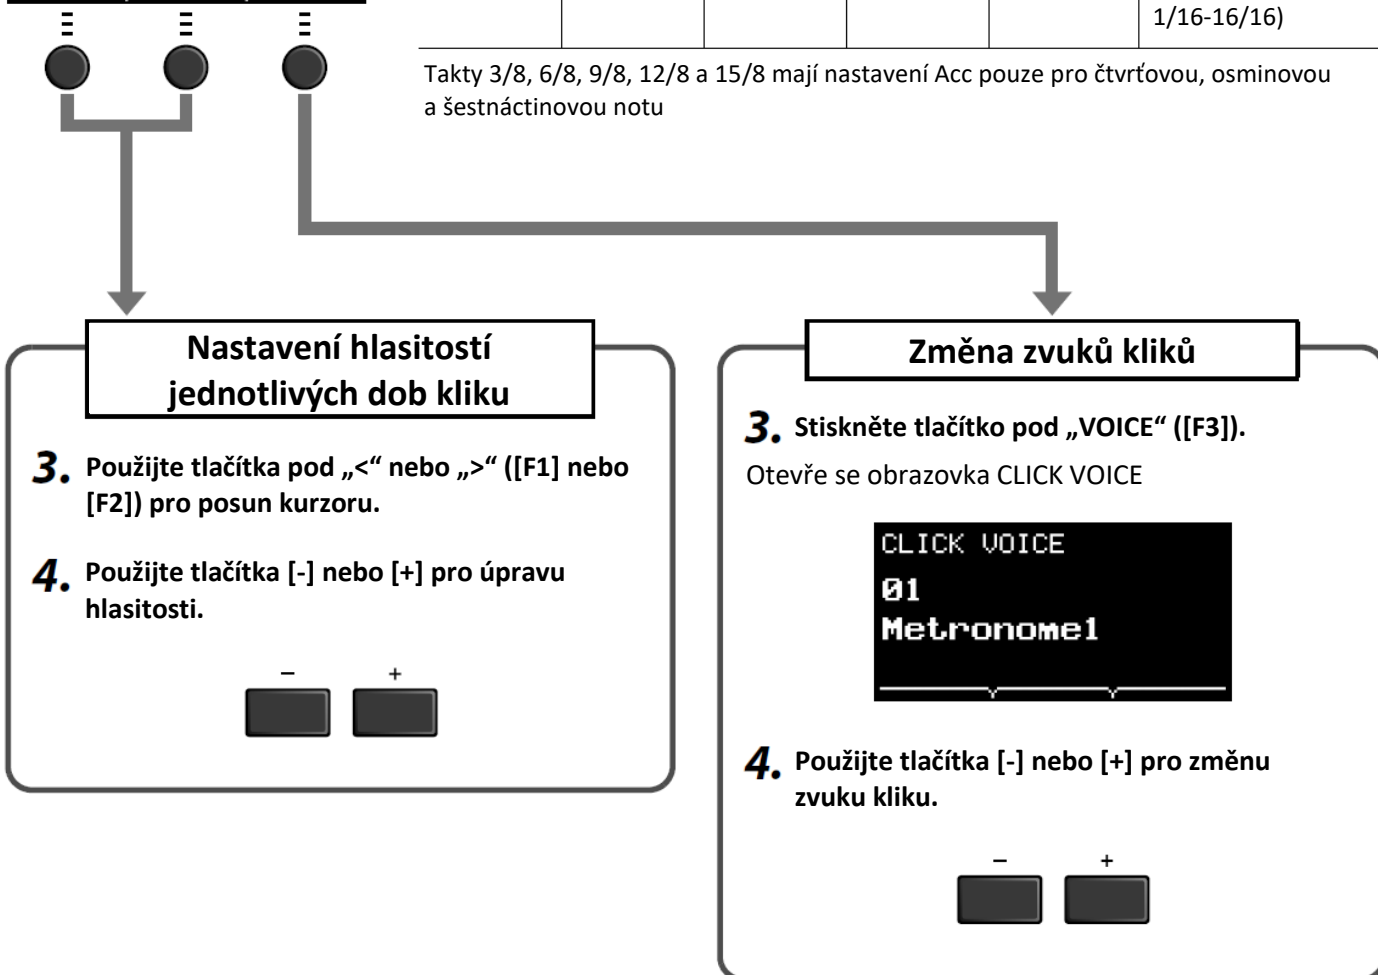 1/16-16/16)
Takty 3/8, 6/8, 9/8, 12/8 a 15/8 mají nastavení Acc pouze pro čtvrťovou, osminovou
a šestnáctinovou notu
Nastavení hlasitostí
jednotlivých dob kliku
3. Použijte tlačítka pod „<“ nebo „>“ ([F1] nebo
[F2]) pro posun kurzoru.
4. Použijte tlačítka [-] nebo [+] pro úpravu
hlasitosti.
– +
Změna zvuků kliků
3. Stiskněte tlačítko pod „VOICE“ ([F3]).
Otevře se obrazovka CLICK VOICE
CLICK VOICE
01
Metronome1
4. Použijte tlačítka [-] nebo [+] pro změnu
zvuku kliku.
– +